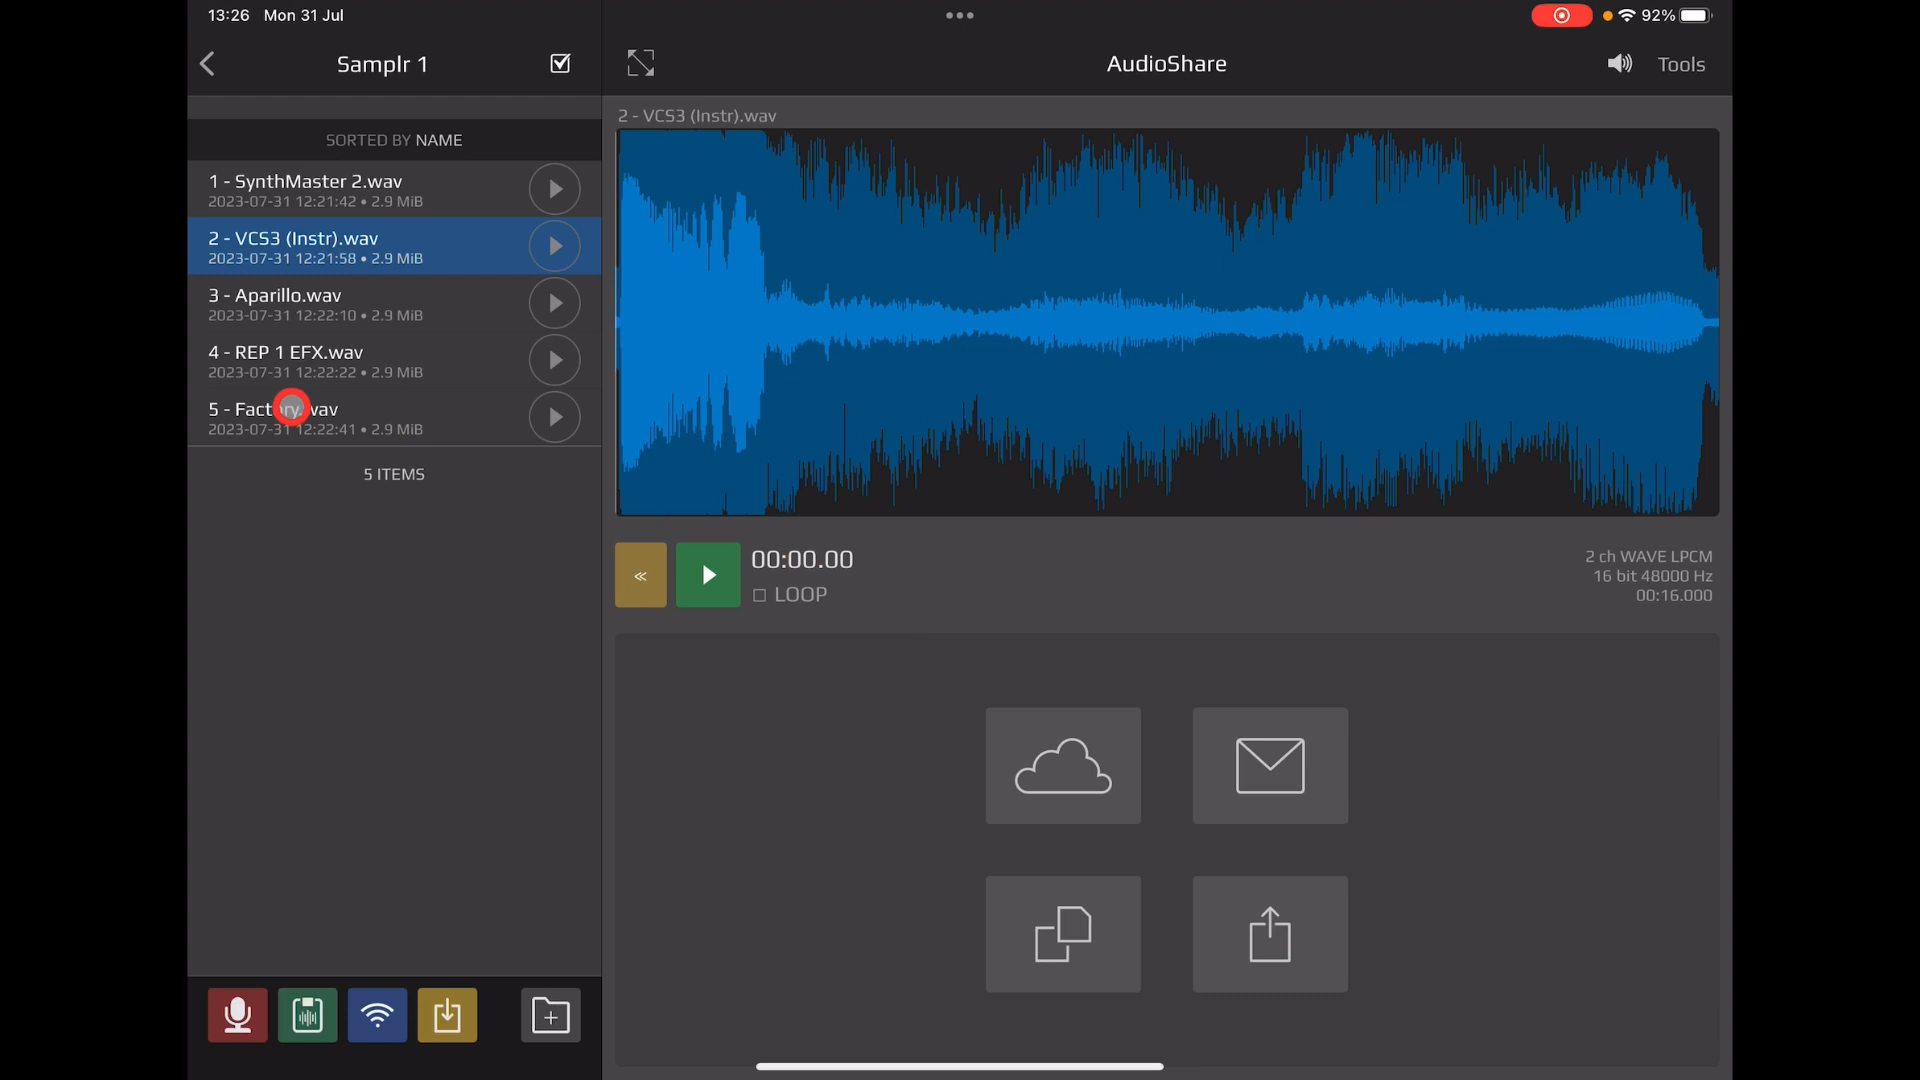 13:26 Mon 31 Jul
92%
Samplr 1
AudioShare
Tools
SORTED BY NAME
1 - SynthMaster 2.wav
2023-07-31 12:21:42 • 2.9 MiB
2 - VCS3 (Instr).wav
2023-07-31 12:21:58 • 2.9 MiB
3 - Aparillo.wav
2023-07-31 12:22:10 • 2.9 MiB
4 - REP 1 EFX.wav
2023-07-31 12:22:22 • 2.9 MiB
5 - Factory.wav
2023-07-31 12:22:41 • 2.9 MiB
5 ITEMS
2 - VCS3 (Instr).wav
00:00.00
LOOP
2 ch WAVE LPCM
16 bit 48000 Hz
00:16.000